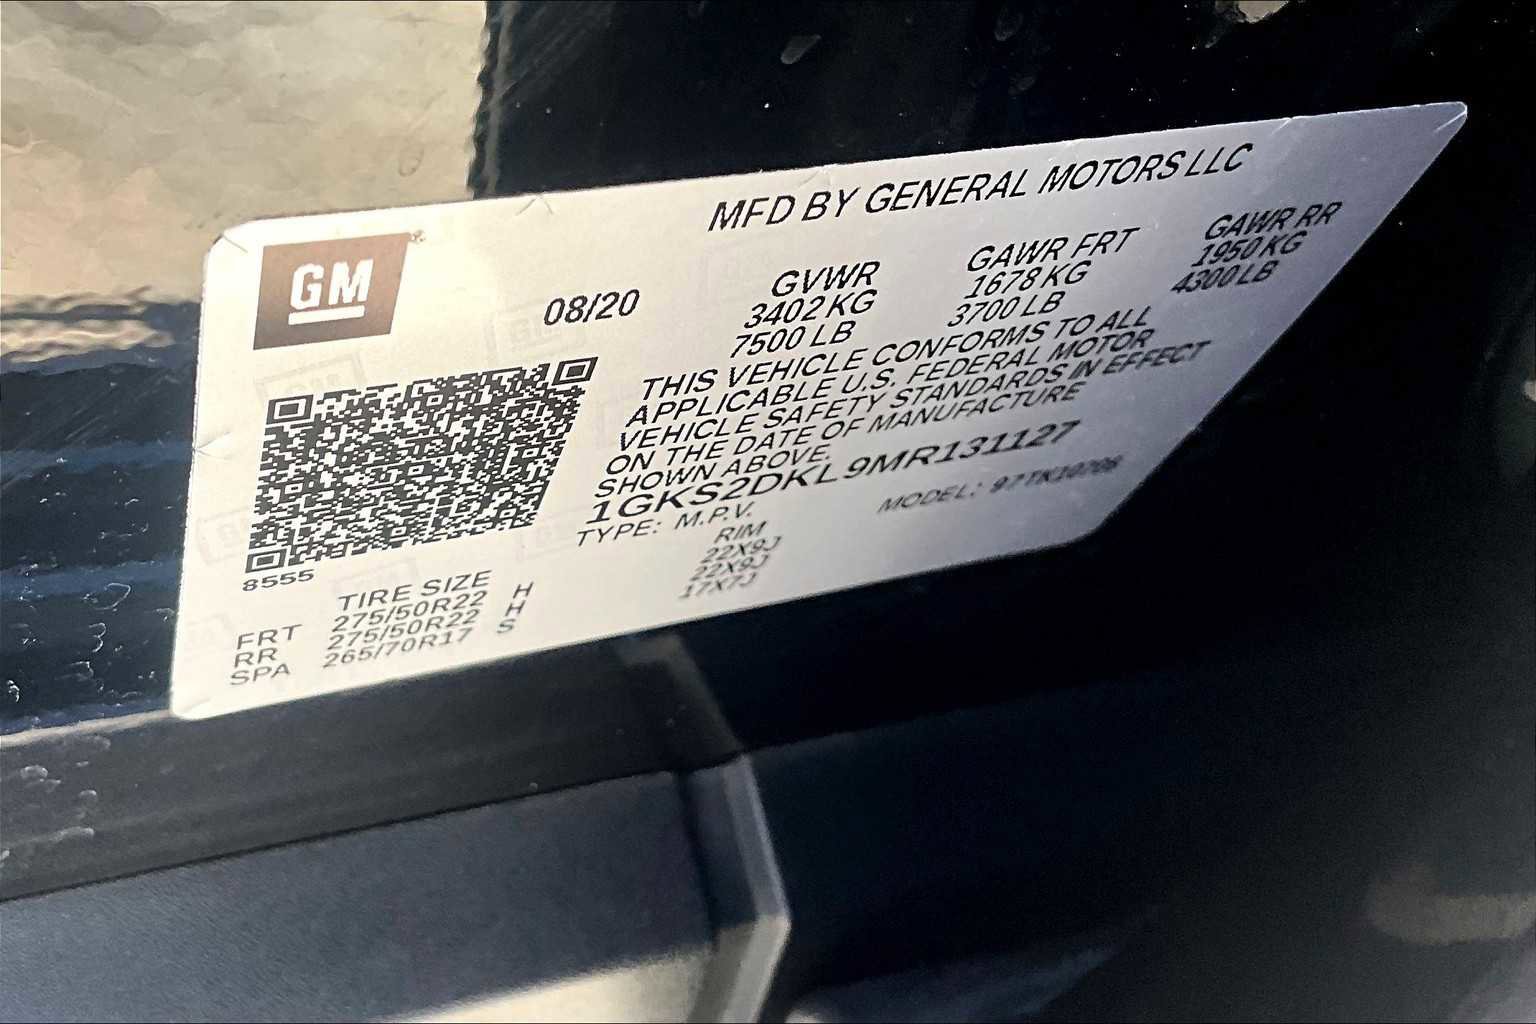 GM
MFD BY GENERAL MOTORS LLC
08/20
GVWR
3402 KG
7500 LB
GAWR FRT
1678 KG
3700 LB
GAWR RR
1950 KG
4300 LB
THIS VEHICLE CONFORMS TO ALL
APPLICABLE U.S. FEDERAL MOTOR
VEHICLE SAFETY STANDARDS IN EFFECT
ON THE DATE OF MANUFACTURE
SHOWN ABOVE.
1GKS2DKL9MR131127
TYPE: M.P.V.
MODEL: 97TK10706
8555
TIRE SIZE
RIM
FRT 275/50R22 H 22X9J
RR 275/50R22 H 22X9J
SPA 265/70R17 S 17X7J